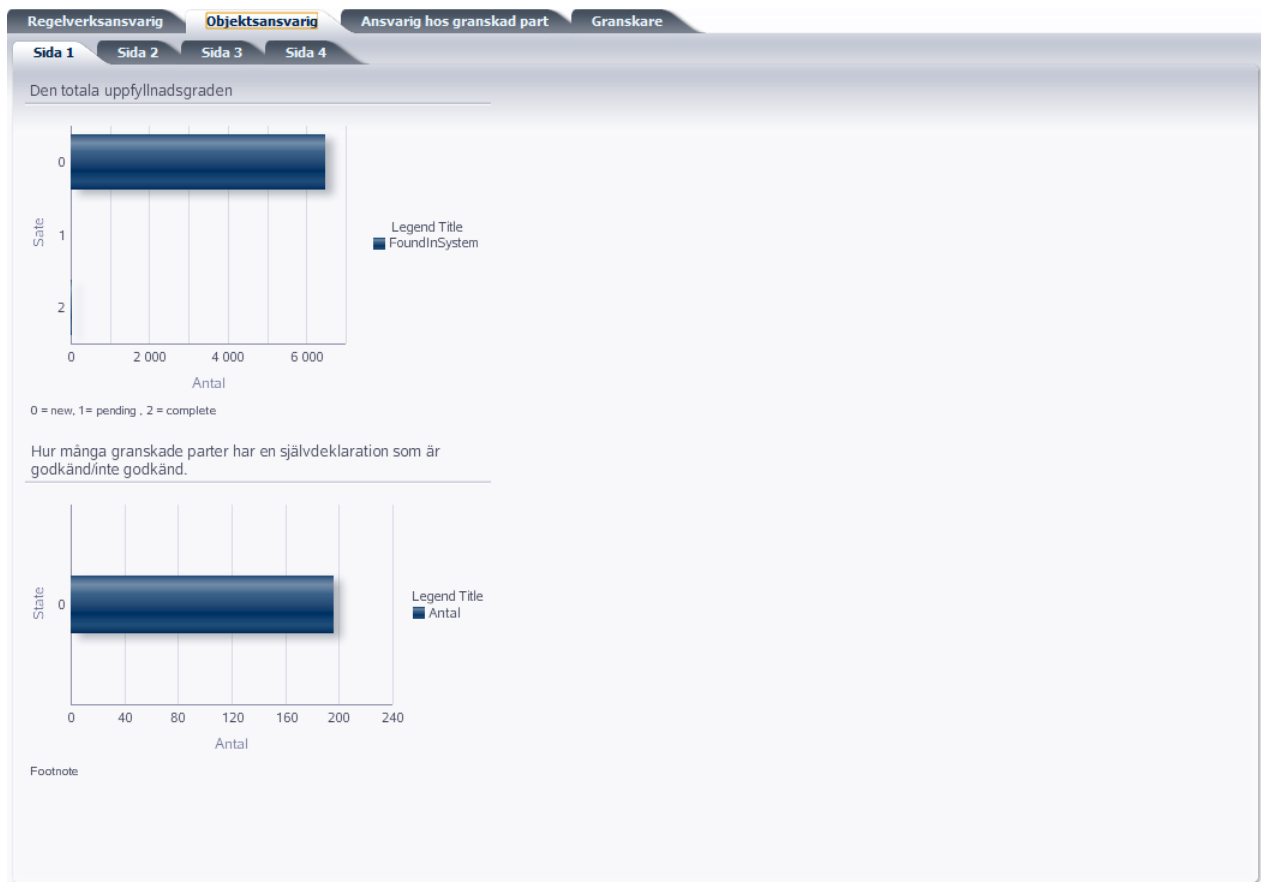 Regelverksansvarig Objektsansvarig Ansvarig hos granskad part Granskare
Sida 1 Sida 2 Sida 3 Sida 4
Den totala uppfyllnadsgraden
0
1
2
Sate
0 2 000 4 000 6 000
Antal
Legend Title
FoundInSystem
0 = new, 1= pending , 2 = complete
Hur många granskade parter har en självdeklaration som är
godkänd/inte godkänd.
State
0
0 40 80 120 160 200 240
Antal
Legend Title
Antal
Footnote